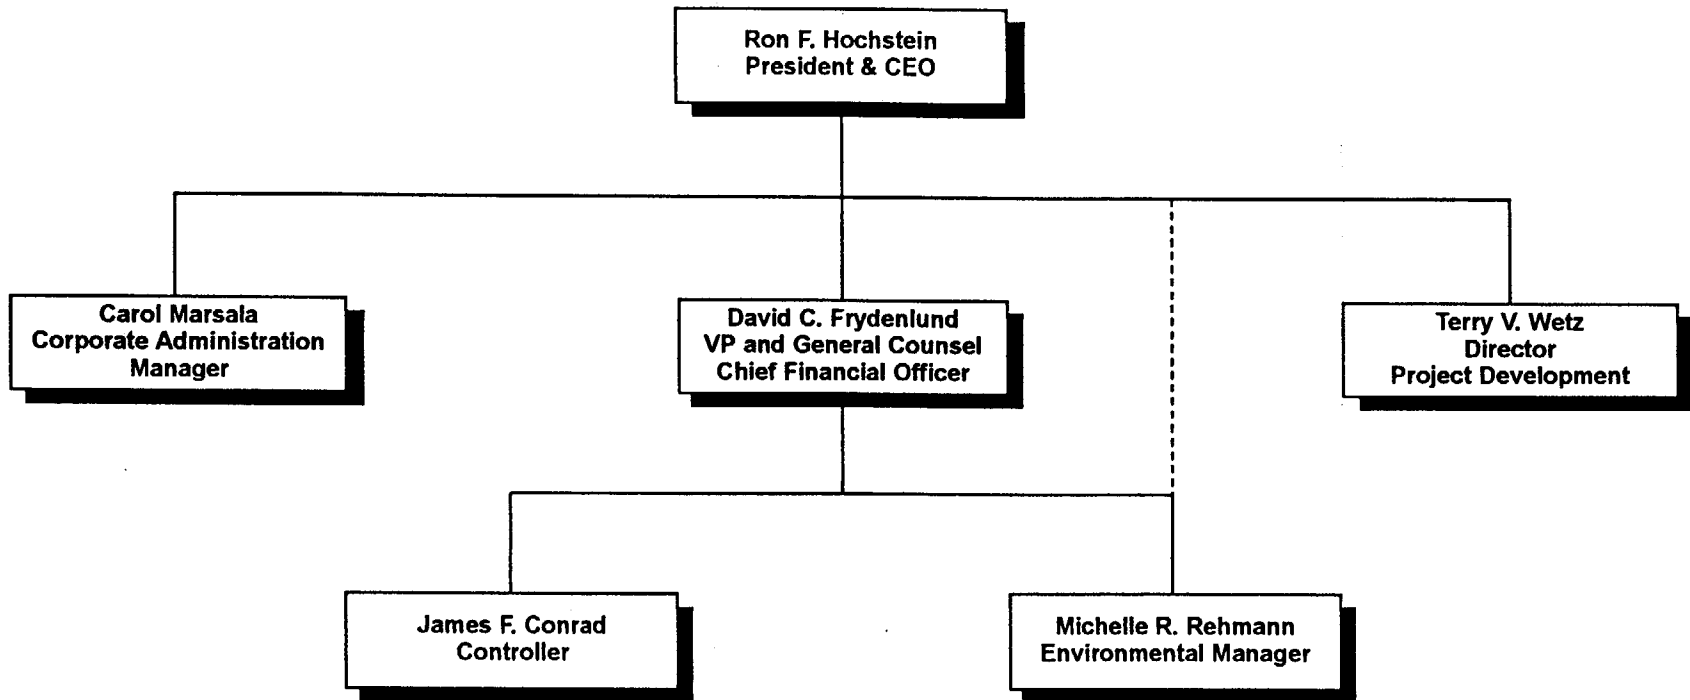 Ron F. Hochstein
President & CEO
Carol Marsala
Corporate Administration
Manager
David C. Frydenlund
VP and General Counsel
Chief Financial Officer
Terry V. Wetz
Director
Project Development
James F. Conrad
Controller
Michelle R. Rehmann
Environmental Manager